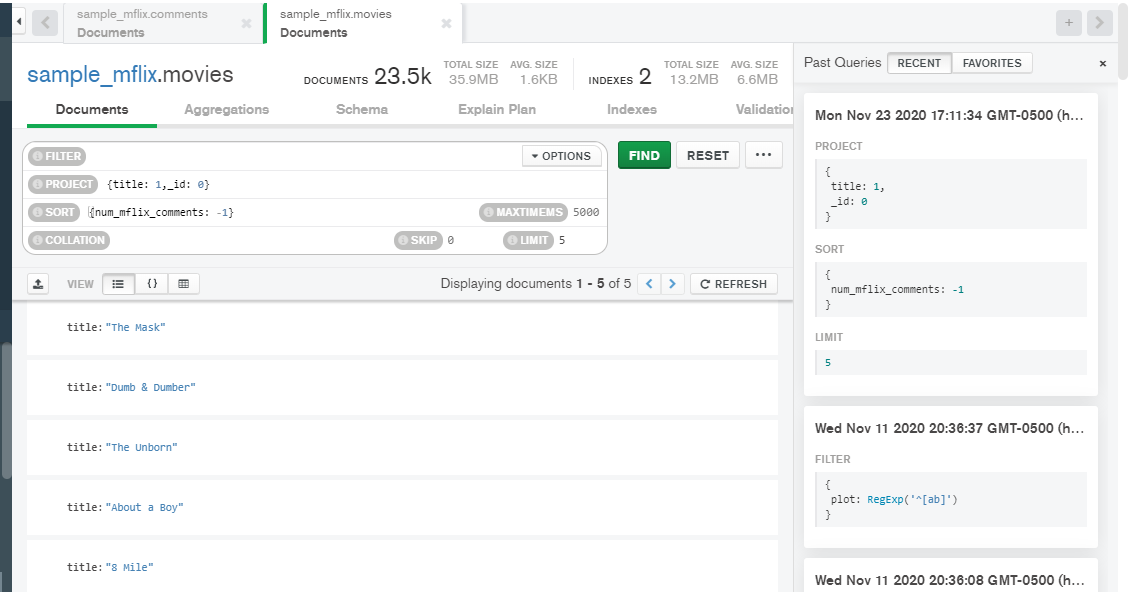 sample_mflix.comments
Documents
sample_mflix.movies
Documents
sample_mflix.movies
DOCUMENTS 23.5k
TOTAL SIZE
35.9MB
AVG. SIZE
1.6KB
INDEXES 2
TOTAL SIZE
13.2MB
AVG. SIZE
6.6MB
Documents Aggregations Schema Explain Plan Indexes Validation
FILTER OPTIONS FIND RESET ...
PROJECT {title: 1,_id: 0}
SORT {num_mflix_comments: -1} MAXTIMEMS 5000
COLLATION SKIP 0 LIMIT 5
VIEW {} Displaying documents 1 - 5 of 5 < > REFRESH
title:"The Mask"
title:"Dumb & Dumber"
title:"The Unborn"
title:"About a Boy"
title:"8 Mile"
Past Queries RECENT FAVORITES ×
Mon Nov 23 2020 17:11:34 GMT-0500 (h...
PROJECT
{
title: 1,
_id: 0
}
SORT
{
num_mflix_comments: -1
}
LIMIT
5
Wed Nov 11 2020 20:36:37 GMT-0500 (h...
FILTER
{
plot: RegExp('^[ab]')
}
Wed Nov 11 2020 20:36:08 GMT-0500 (h...